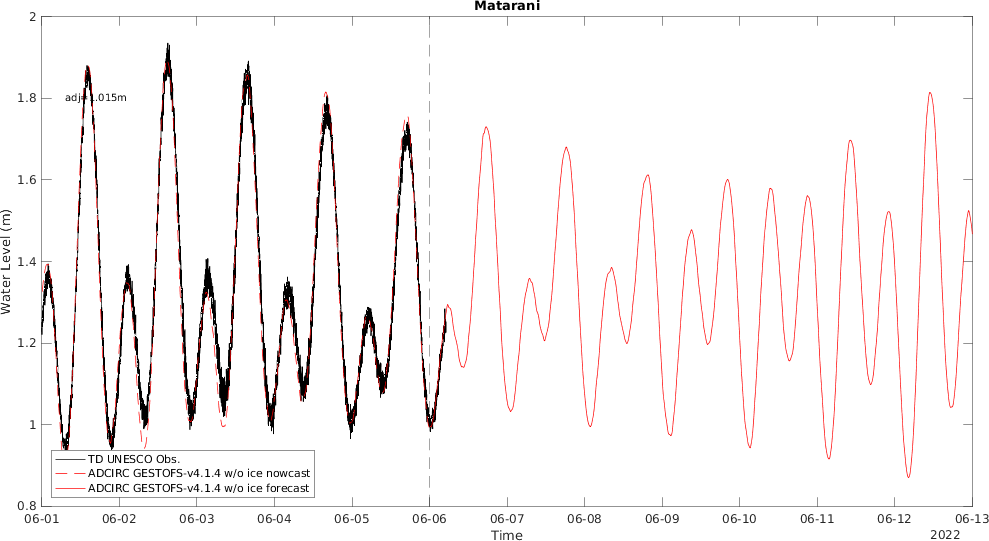 Matarani
2
1.8
1.6
1.4
1.2
1
0.8
Water Level (m)
adj=1.015m
TD UNESCO Obs.
ADCIRC GESTOFS-v4.1.4 w/o ice nowcast
ADCIRC GESTOFS-v4.1.4 w/o ice forecast
06-01 06-02 06-03 06-04 06-05 06-06 06-07 06-08 06-09 06-10 06-11 06-12 06-13
Time
2022